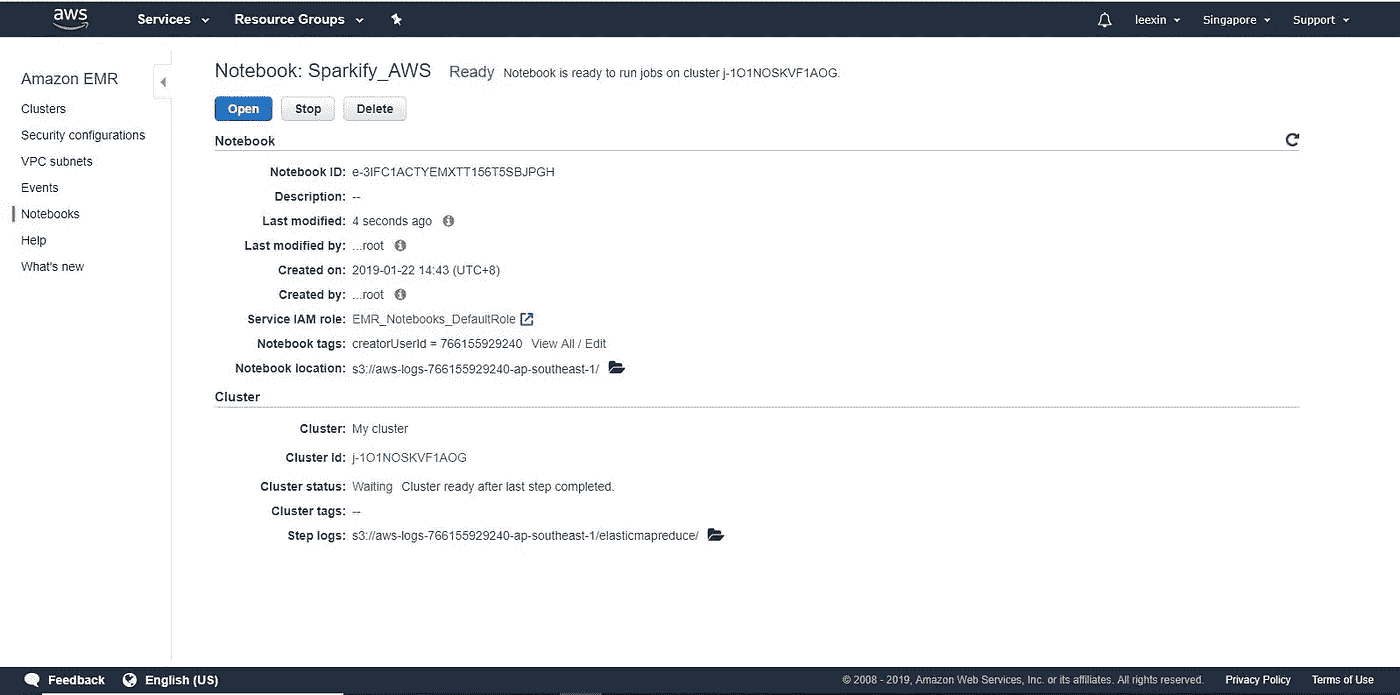 aws Services Resource Groups leexin Singapore Support
Amazon EMR
Clusters
Security configurations
VPC subnets
Events
Notebooks
Help
What's new
Notebook: Sparkify_AWS Ready Notebook is ready to run jobs on cluster j-1O1NOSKVF1AOG.
Open Stop Delete
Notebook
Notebook ID: e-3IFC1ACTYEMXTT156T5SBJPGH
Description: --
Last modified: 4 seconds ago
Last modified by: ...root
Created on: 2019-01-22 14:43 (UTC+8)
Created by: ...root
Service IAM role: EMR_Notebooks_DefaultRole
Notebook tags: creatorUserId = 766155929240 View All / Edit
Notebook location: s3://aws-logs-766155929240-ap-southeast-1/
Cluster
Cluster: My cluster
Cluster Id: j-1O1NOSKVF1AOG
Cluster status: Waiting Cluster ready after last step completed.
Cluster tags: --
Step logs: s3://aws-logs-766155929240-ap-southeast-1/elasticmapreduce/
Feedback English (US) © 2008 - 2019, Amazon Web Services, Inc. or its affiliates. All rights reserved. Privacy Policy Terms of Use